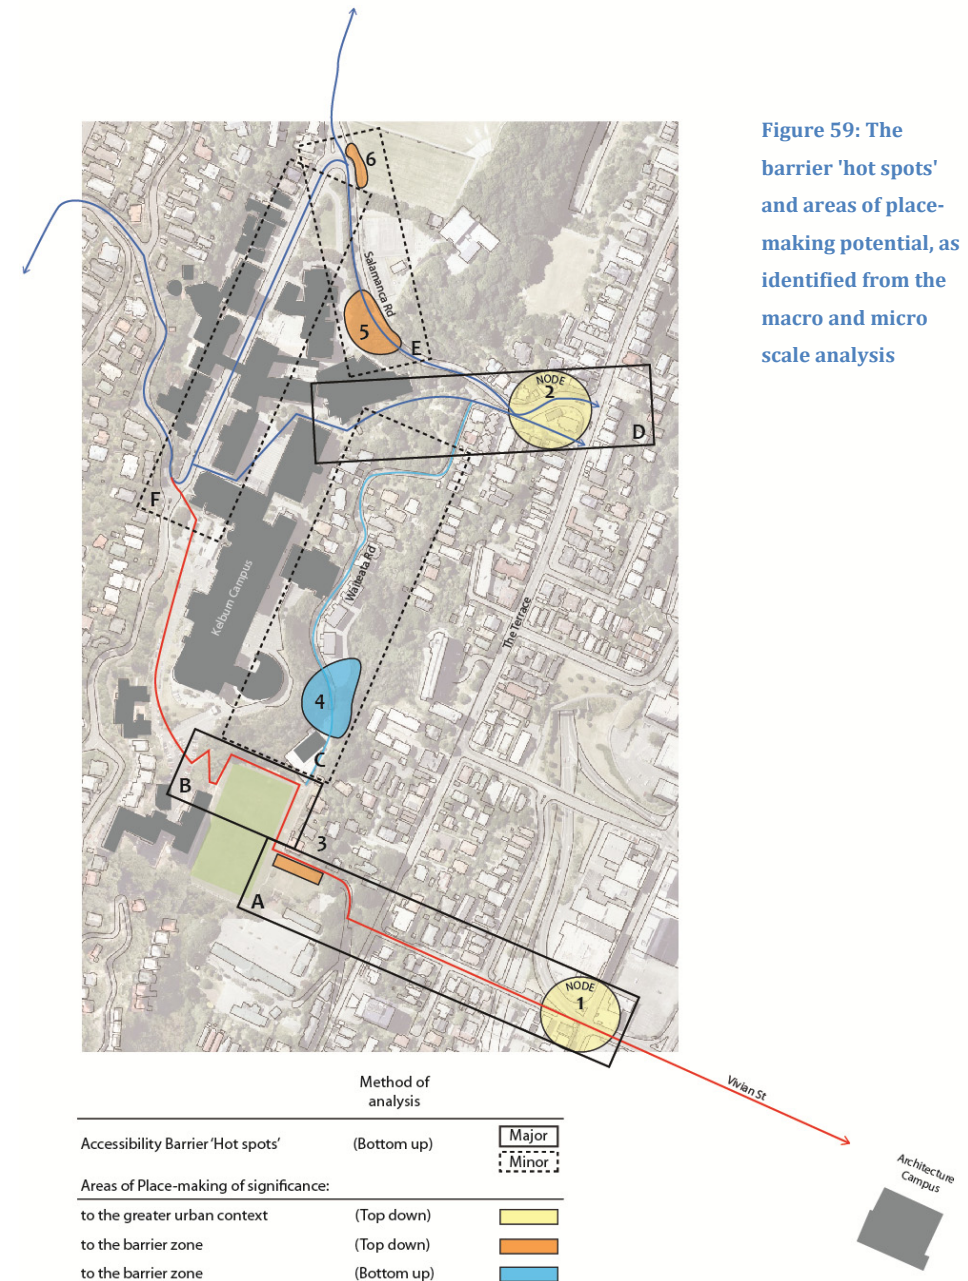 Figure 59: The
barrier 'hot spots'
and areas of place-
making potential, as
identified from the
macro and micro
scale analysis
6
Salamanca Rd
5
E
NODE
2
D
F
Waiteata Rd
Kelburn Campus
The Terrace
4
C
B
3
A
NODE
1
Vivian St
Architecture
Campus
Method of
analysis
Accessibility Barrier 'Hot spots' (Bottom up) Major
Minor
Areas of Place-making of significance:
to the greater urban context (Top down)
to the barrier zone (Top down)
to the barrier zone (Bottom up)